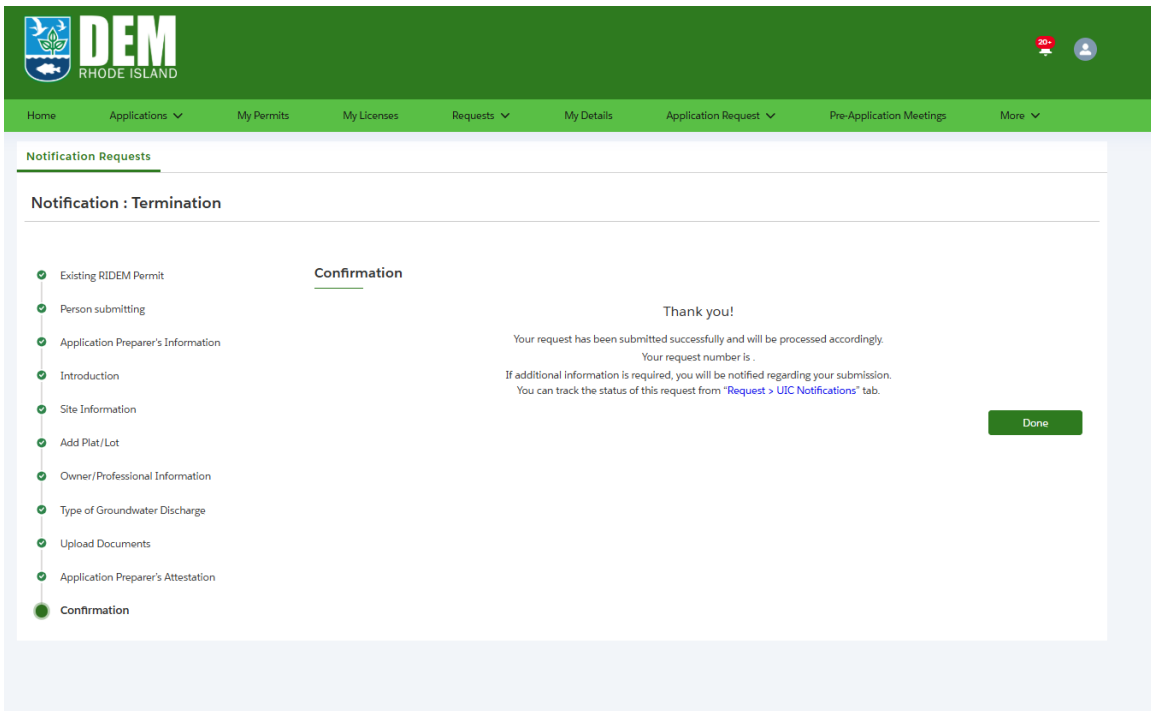 DEM
RHODE ISLAND
20+
Home Applications My Permits My Licenses Requests My Details Application Request Pre-Application Meetings More
Notification Requests
Notification : Termination
Existing RIDEM Permit
Person submitting
Application Preparer's Information
Introduction
Site Information
Add Plat/Lot
Owner/Professional Information
Type of Groundwater Discharge
Upload Documents
Application Preparer's Attestation
Confirmation
Confirmation
Thank you!
Your request has been submitted successfully and will be processed accordingly.
Your request number is .
If additional information is required, you will be notified regarding your submission.
You can track the status of this request from “Request > UIC Notifications” tab.
Done